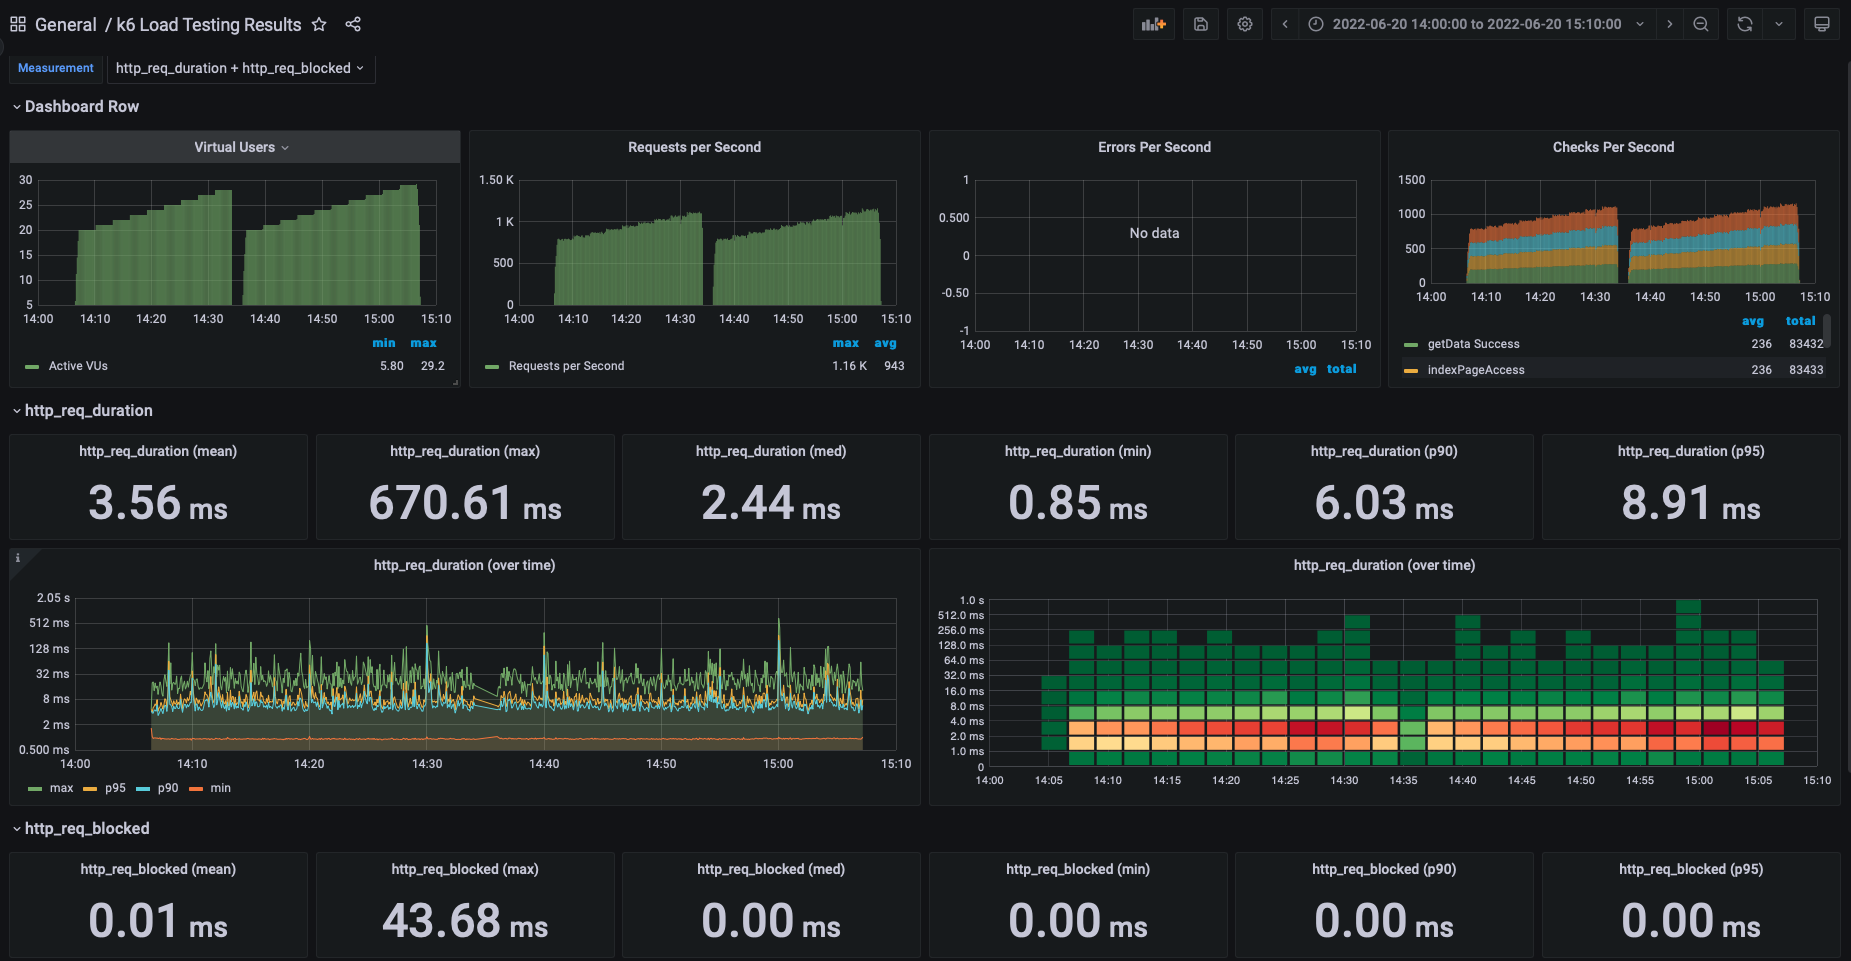 General / k6 Load Testing Results
2022-06-20 14:00:00 to 2022-06-20 15:10:00
Measurement http_req_duration + http_req_blocked
Dashboard Row
Virtual Users
30
25
20
15
10
5
14:00 14:10 14:20 14:30 14:40 14:50 15:00 15:10
min max
Active VUs 5.80 29.2
Requests per Second
1.50 K
1 K
500
0
14:00 14:10 14:20 14:30 14:40 14:50 15:00 15:10
max avg
Requests per Second 1.16 K 943
Errors Per Second
1
0.500
0
-0.50
-1
No data
14:00 14:10 14:20 14:30 14:40 14:50 15:00 15:10
avg total
Checks Per Second
1500
1000
500
0
14:00 14:10 14:20 14:30 14:40 14:50 15:00 15:10
avg total
getData Success 236 83432
indexPageAccess 236 83433
http_req_duration
http_req_duration (mean)
3.56 ms
http_req_duration (max)
670.61 ms
http_req_duration (med)
2.44 ms
http_req_duration (min)
0.85 ms
http_req_duration (p90)
6.03 ms
http_req_duration (p95)
8.91 ms
http_req_duration (over time)
2.05 s
512 ms
128 ms
32 ms
8 ms
2 ms
0.500 ms
14:00 14:10 14:20 14:30 14:40 14:50 15:00 15:10
max p95 p90 min
http_req_duration (over time)
1.0 s
512.0 ms
256.0 ms
128.0 ms
64.0 ms
32.0 ms
16.0 ms
8.0 ms
4.0 ms
2.0 ms
1.0 ms
0
14:00 14:05 14:10 14:15 14:20 14:25 14:30 14:35 14:40 14:45 14:50 14:55 15:00 15:05 15:10
http_req_blocked
http_req_blocked (mean)
0.01 ms
http_req_blocked (max)
43.68 ms
http_req_blocked (med)
0.00 ms
http_req_blocked (min)
0.00 ms
http_req_blocked (p90)
0.00 ms
http_req_blocked (p95)
0.00 ms